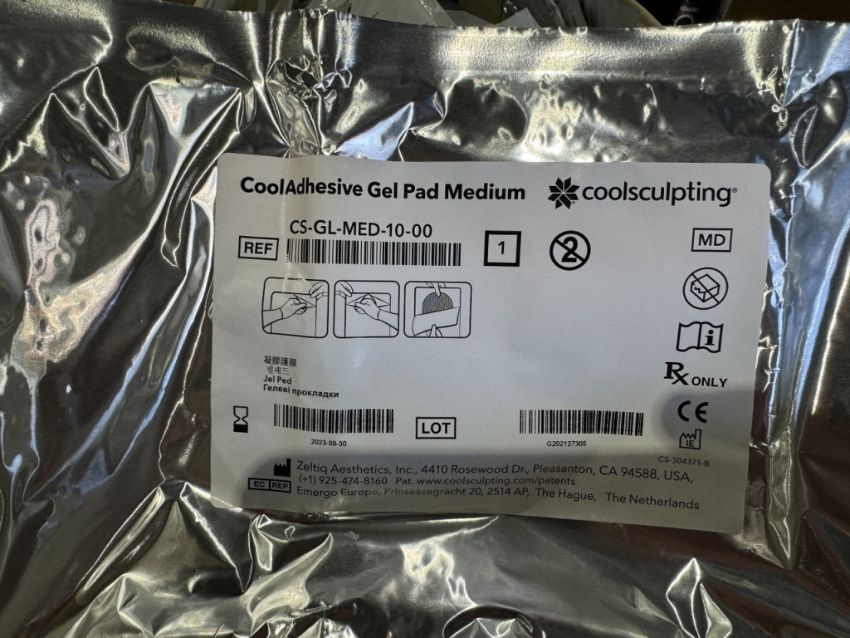 CoolAdhesive Gel Pad Medium
coolsculpting®
CS-GL-MED-10-00
REF
1
2
MD
凝膠護膜
젤패드
Jel Ped
Гелеві прокладки
Rx ONLY
CE
IE
2023-09-30
LOT
G202127305
CS-304371-B
Zeltiq Aesthetics, Inc., 4410 Rosewood Dr., Pleasanton, CA 94588, USA,
(+1) 925-474-8160 Pat. www.coolsculpting.com/patents
EC REP
Emergo Europe, Prinsessegracht 20, 2514 AP, The Hague, The Netherlands